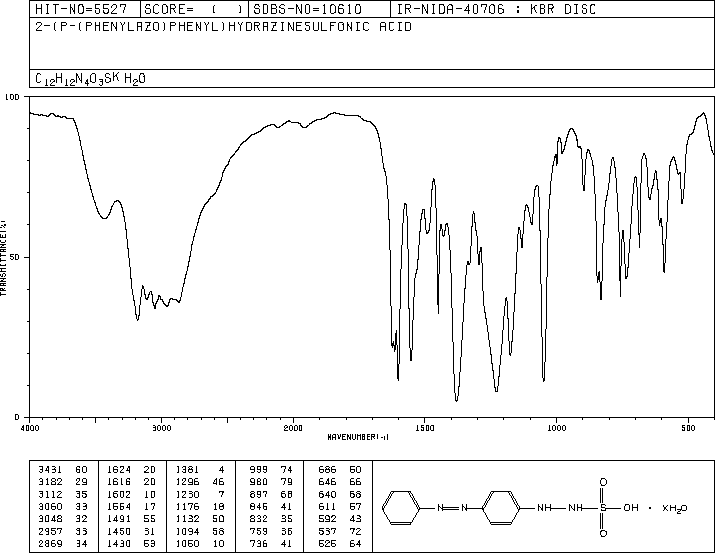 HIT-NO=5527 SCORE= ( ) SDBS-NO=10610 IR-NIDA-40706 : KBR DISC
2-(P-(PHENYLAZO)PHENYL)HYDRAZINESULFONIC ACID
C12H12N4O3SK H2O
100
TRANSMITTANCE(%)
50
0
4000 3000 2000 1500 1000 500
WAVENUMBER(-1)
3431 60 1624 20 1381 4 999 74 686 50
3182 29 1616 20 1296 46 980 79 646 66
3112 35 1602 10 1230 7 897 68 640 68
3060 33 1554 17 1176 18 845 41 611 57
3048 32 1491 55 1132 50 832 35 592 43
2957 33 1450 31 1094 58 759 36 537 72
2869 34 1430 53 1050 10 736 41 525 64
N N NH NH S OH · xH2O
O
O